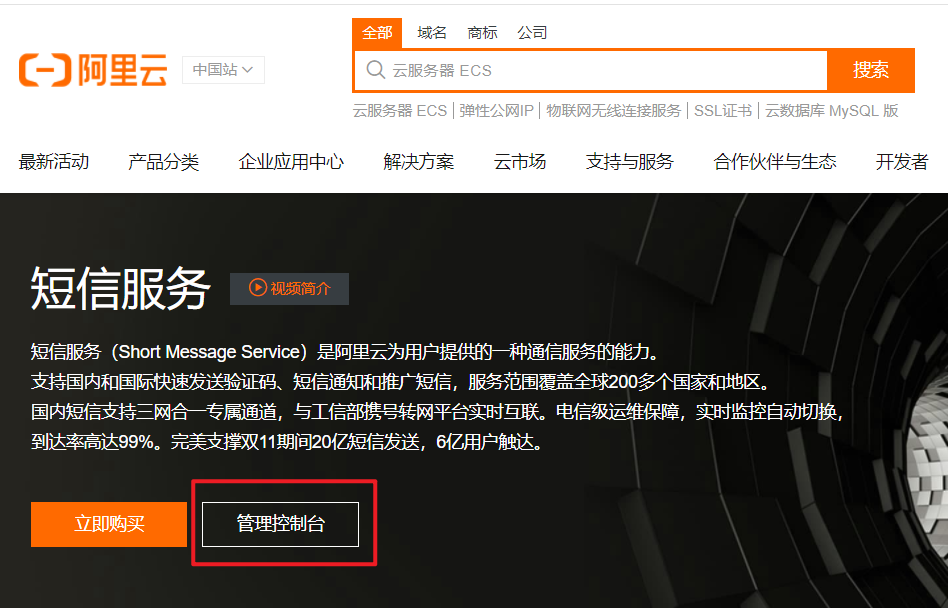 全部 域名 商标 公司
阿里云 中国站 云服务器 ECS 搜索
云服务器 ECS | 弹性公网IP | 物联网无线连接服务 | SSL证书 | 云数据库 MySQL 版
最新活动 产品分类 企业应用中心 解决方案 云市场 支持与服务 合作伙伴与生态 开发者
短信服务 视频简介
短信服务（Short Message Service）是阿里云为用户提供的一种通信服务的能力。
支持国内和国际快速发送验证码、短信通知和推广短信，服务范围覆盖全球200多个国家和地区。
国内短信支持三网合一专属通道，与工信部携号转网平台实时互联。电信级运维保障，实时监控自动切换，
到达率高达99%。完美支撑双11期间20亿短信发送，6亿用户触达。
立即购买 管理控制台